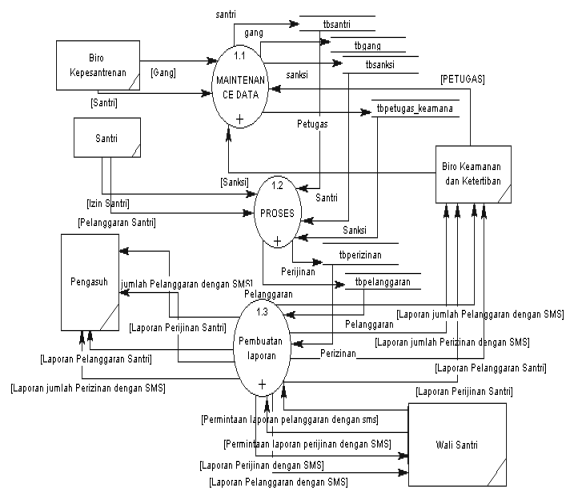 santri
tbsantri
gang
tbgang
Biro
Kepesantrenan
1.1
tbsanksi
[Gang]
MAINTENAN
CE DATA
sanksi
[PETUGAS]
[Santri]
+
tbpetugas_keamana
Petugas
Santri
Biro Keamanan
dan Ketertiban
[Sanksi]
1.2
[Izin Santri]
Santri
PROSES
[Pelanggaran Santri]
Sanksi
+
tbperizinan
Perijinan
Pengasuh
jumlah Pelanggaran dengan SMS]
tbpelanggaran
Pelanggaran
1.3
[Laporan jumlah Pelanggaran dengan SMS]
[Laporan Perijinan Santri]
Pelanggaran
Pembuatan
laporan
[Laporan jumlah Perizinan dengan SMS]
[Laporan Pelanggaran Santri]
Perizinan
[Laporan Pelanggaran Santri]
[Laporan jumlah Perizinan dengan SMS]
+
[Laporan Perijinan Santri]
[Permintaan laporan pelanggaran dengan sms]
[Permintaan laporan perijinan dengan SMS]
Wali Santri
[Laporan Perijinan dengan SMS]
[Laporan Pelanggaran dengan SMS]